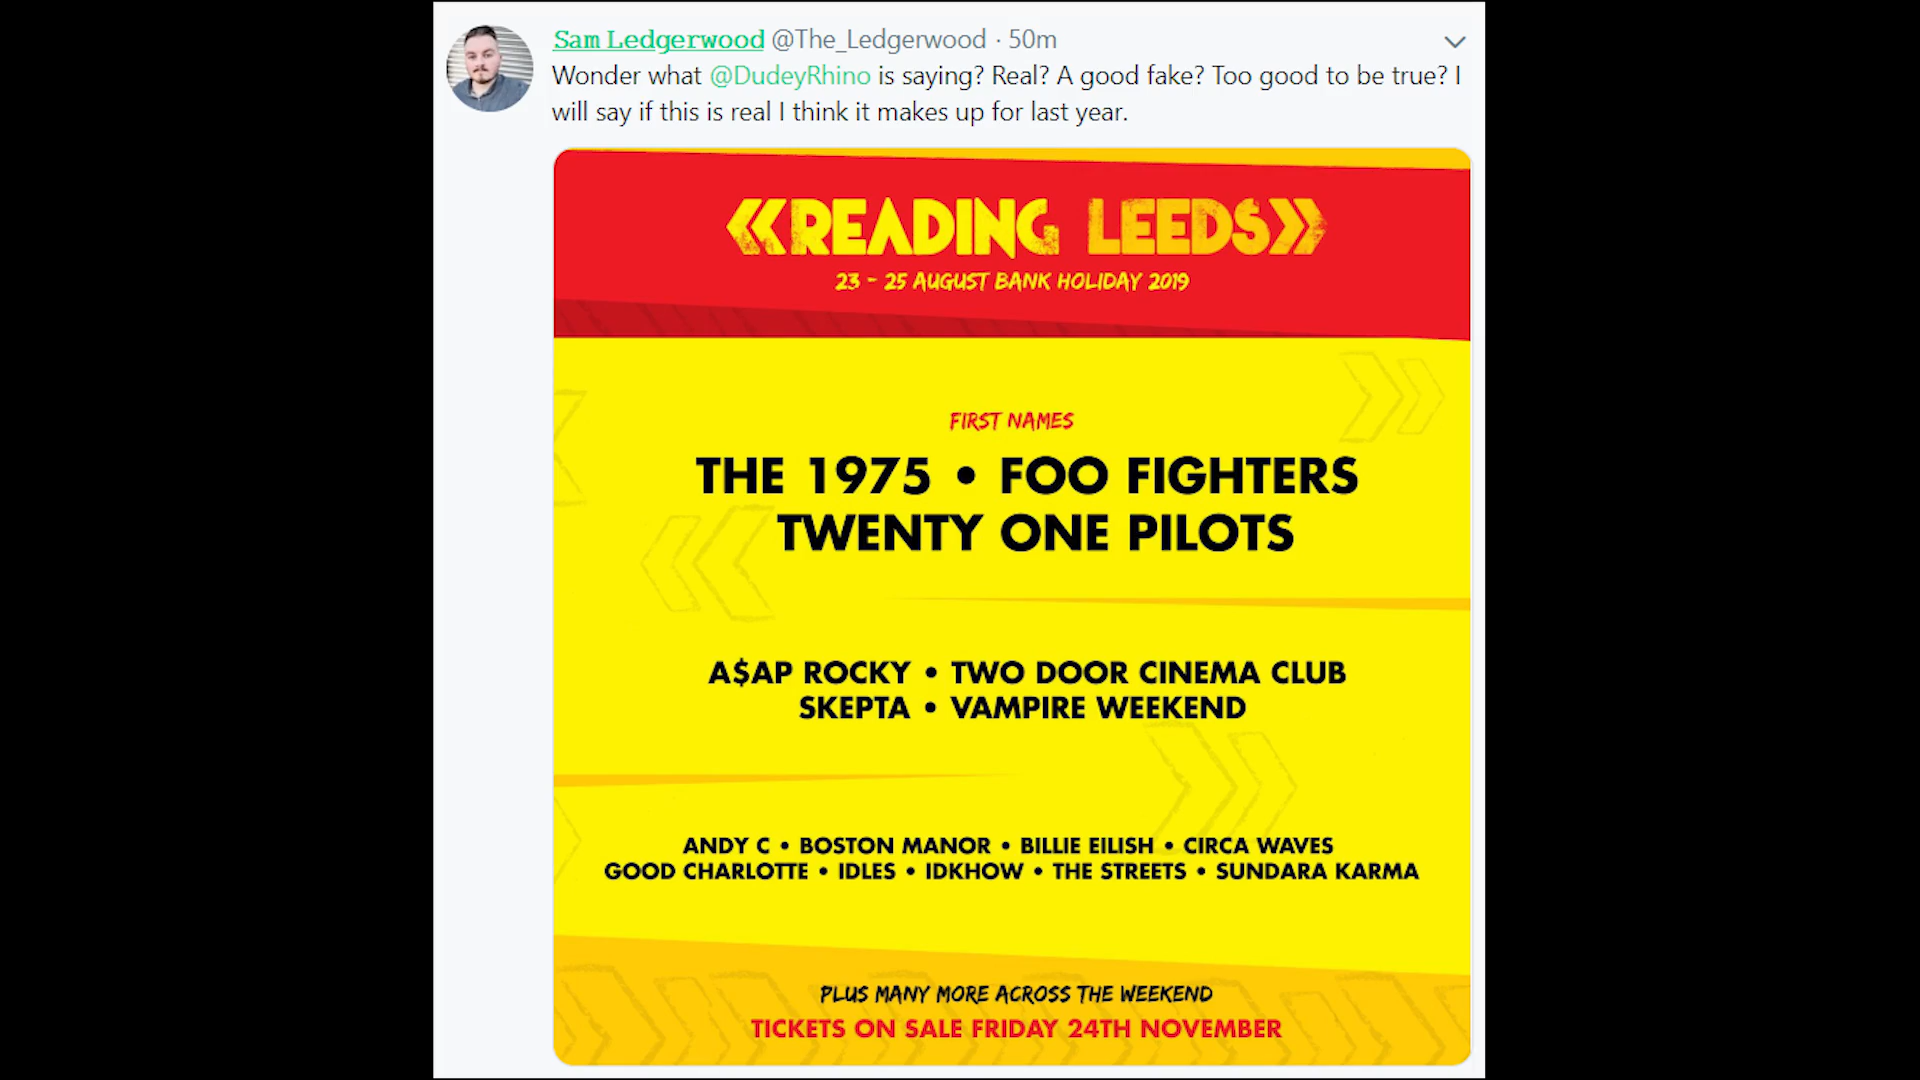 Sam Ledgerwood @The_Ledgerwood · 50m
Wonder what @DudeyRhino is saying? Real? A good fake? Too good to be true? I
will say if this is real I think it makes up for last year.
READING LEEDS
23 - 25 AUGUST BANK HOLIDAY 2019
FIRST NAMES
THE 1975 • FOO FIGHTERS
TWENTY ONE PILOTS
A$AP ROCKY • TWO DOOR CINEMA CLUB
SKEPTA • VAMPIRE WEEKEND
ANDY C • BOSTON MANOR • BILLIE EILISH • CIRCA WAVES
GOOD CHARLOTTE • IDLES • IDKHOW • THE STREETS • SUNDARA KARMA
PLUS MANY MORE ACROSS THE WEEKEND
TICKETS ON SALE FRIDAY 24TH NOVEMBER